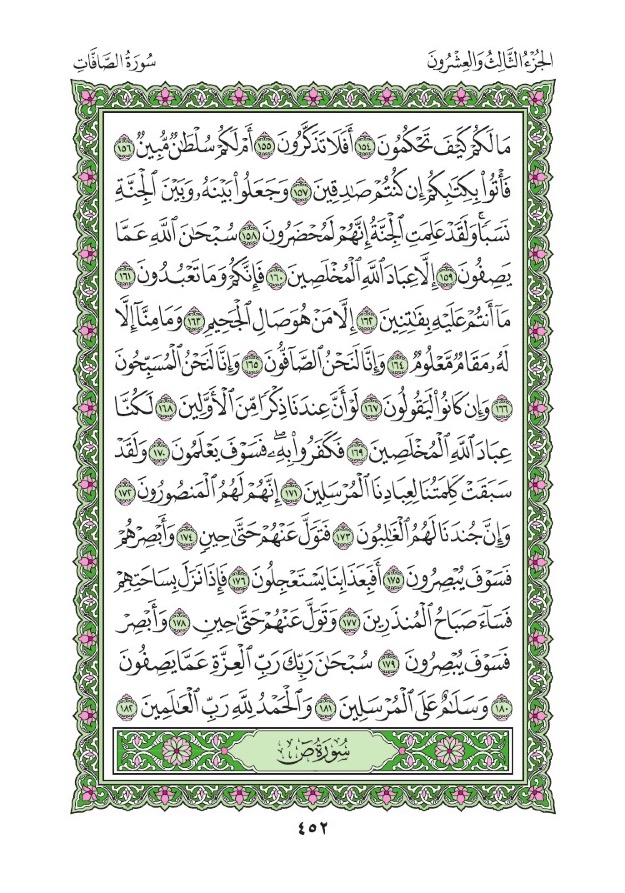 الجُزْءُ الثَّالِثُ وَالعِشْرُونَ
سُورَةُ الصَّافَّاتِ
مَا لَكُمْ كَيْفَ تَحْكُمُونَ ١٥٤ أَفَلَا تَذَكَّرُونَ ١٥٥ أَمْ لَكُمْ سُلْطَٰنٌ مُّبِينٌ ١٥٦
فَأْتُوا۟ بِكِتَٰبِكُمْ إِن كُنتُمْ صَٰدِقِينَ ١٥٧ وَجَعَلُوا۟ بَيْنَهُۥ وَبَيْنَ ٱلْجِنَّةِ
نَسَبًۭا ۚ وَلَقَدْ عَلِمَتِ ٱلْجِنَّةُ إِنَّهُمْ لَمُحْضَرُونَ ١٥٨ سُبْحَٰنَ ٱللَّهِ عَمَّا
يَصِفُونَ ١٥٩ إِلَّا عِبَادَ ٱللَّهِ ٱلْمُخْلَصِينَ ١٦٠ فَإِنَّكُمْ وَمَا تَعْبُدُونَ ١٦١
مَآ أَنتُمْ عَلَيْهِ بِفَٰتِنِينَ ١٦٢ إِلَّا مَنْ هُوَ صَالِ ٱلْجَحِيمِ ١٦٣ وَمَا مِنَّآ إِلَّا
لَهُۥ مَقَامٌۭ مَّعْلُومٌۭ ١٦٤ وَإِنَّا لَنَحْنُ ٱلصَّآفُّونَ ١٦٥ وَإِنَّا لَنَحْنُ ٱلْمُسَبِّحُونَ
١٦٦ وَإِن كَانُوا۟ لَيَقُولُونَ ١٦٧ لَوْ أَنَّ عِندَنَا ذِكْرًۭا مِّنَ ٱلْأَوَّلِينَ ١٦٨ لَكُنَّا
عِبَادَ ٱللَّهِ ٱلْمُخْلَصِينَ ١٦٩ فَكَفَرُوا۟ بِهِۦ ۖ فَسَوْفَ يَعْلَمُونَ ١٧٠ وَلَقَدْ
سَبَقَتْ كَلِمَتُنَا لِعِبَادِنَا ٱلْمُرْسَلِينَ ١٧١ إِنَّهُمْ لَهُمُ ٱلْمَنصُورُونَ ١٧٢
وَإِنَّ جُندَنَا لَهُمُ ٱلْغَٰلِبُونَ ١٧٣ فَتَوَلَّ عَنْهُمْ حَتَّىٰ حِينٍۢ ١٧٤ وَأَبْصِرْهُمْ
فَسَوْفَ يُبْصِرُونَ ١٧٥ أَفَبِعَذَابِنَا يَسْتَعْجِلُونَ ١٧٦ فَإِذَا نَزَلَ بِسَاحَتِهِمْ
فَسَآءَ صَبَاحُ ٱلْمُنذَرِينَ ١٧٧ وَتَوَلَّ عَنْهُمْ حَتَّىٰ حِينٍۢ ١٧٨ وَأَبْصِرْ
فَسَوْفَ يُبْصِرُونَ ١٧٩ سُبْحَٰنَ رَبِّكَ رَبِّ ٱلْعِزَّةِ عَمَّا يَصِفُونَ
١٨٠ وَسَلَٰمٌ عَلَى ٱلْمُرْسَلِينَ ١٨١ وَٱلْحَمْدُ لِلَّهِ رَبِّ ٱلْعَٰلَمِينَ ١٨٢
سُورَةُ صٓ
٤٥٢